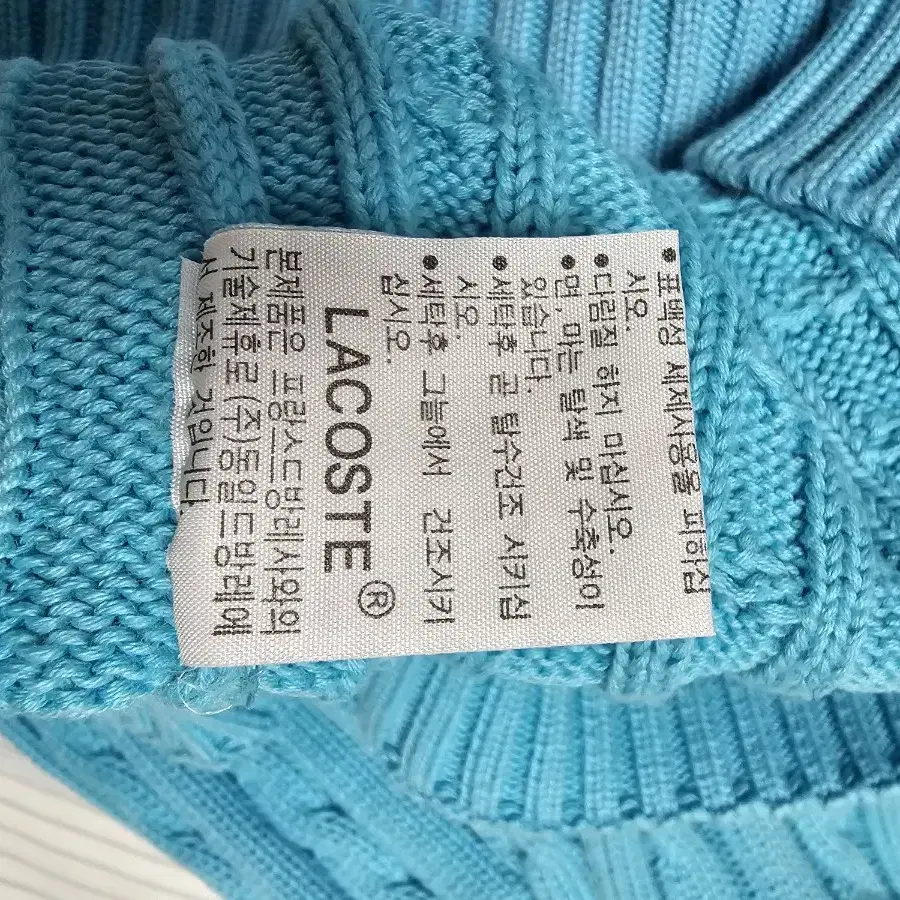 • 표백성 세제사용을 피하십
시오.
• 다림질 하지 마십시오.
• 면, 마는 탈색 및 수축성이
있습니다.
• 세탁후 곧 탈수건조 시키십
시오.
• 세탁후 그늘에서 건조시키
십시오.
LACOSTE®
본제품은 프랑스드방레사와의
기술제휴로 (주)동일드방레에
서 제조한 것입니다.